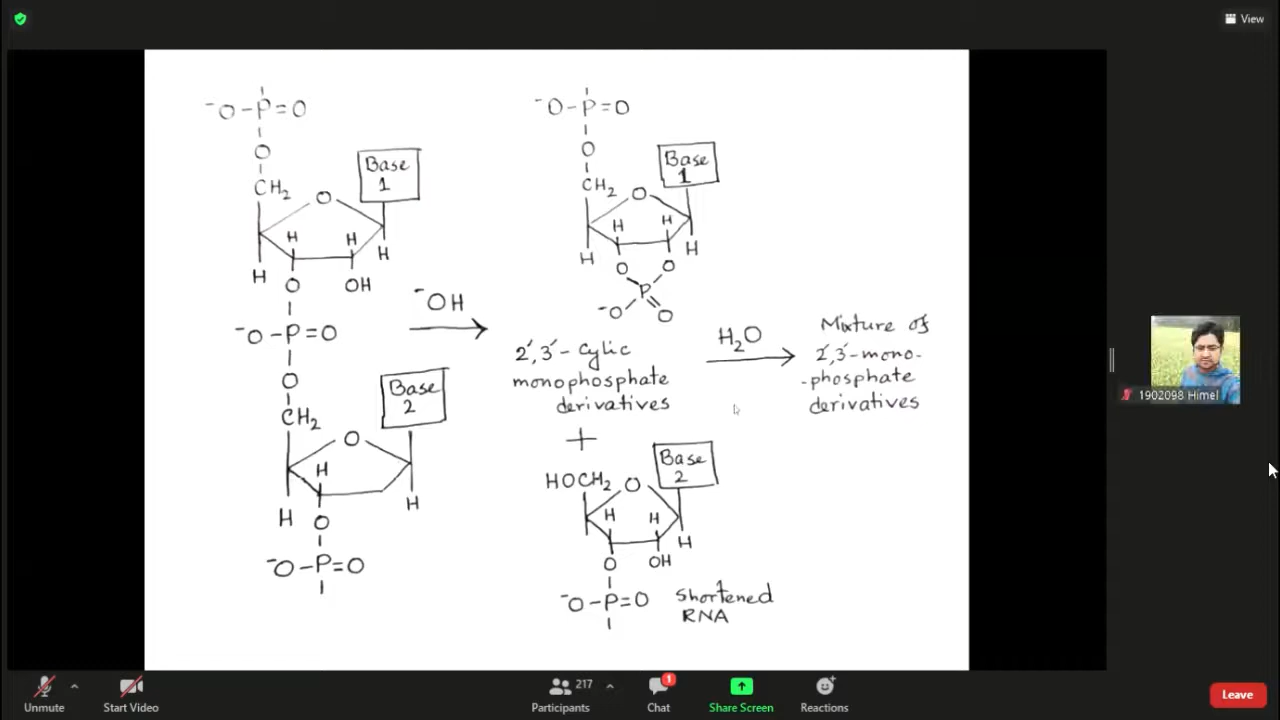 View
⁻O-P=O
O
CH₂
O
Base
1
H
H
H
H
O
OH
⁻O-P=O
O
CH₂
O
Base
2
H
H
H
O
⁻O-P=O
⁻OH
⁻O-P=O
O
CH₂
O
Base
1
H
H
H
H
O
O
P
⁻O
O
2',3'- Cylic
monophosphate
derivatives
+
HOCH₂
O
Base
2
H
H
H
O
OH
⁻O-P=O
Shortened
RNA
H₂O
Mixture of
2',3'-mono-
-phosphate
derivatives
1902098 Himel
Unmute
Start Video
217
Participants
1
Chat
Share Screen
Reactions
Leave